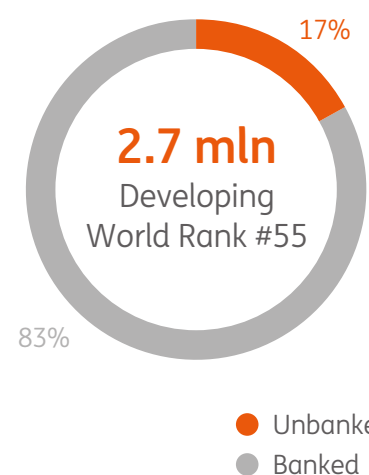 17%
2.7 mln
Developing
World Rank #55
83%
Unbanke
Banked